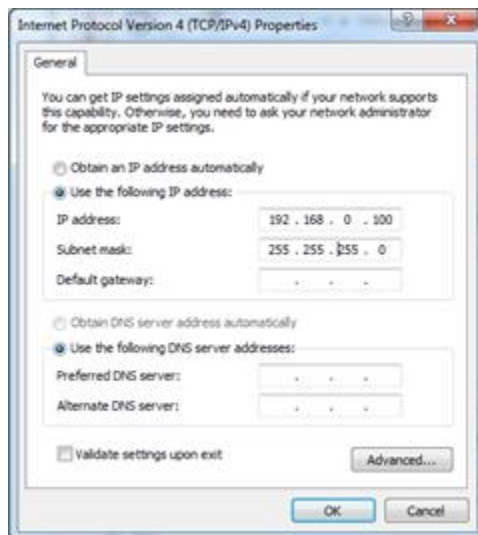 Internet Protocol Version 4 (TCP/IPv4) Properties
General
You can get IP settings assigned automatically if your network supports
this capability. Otherwise, you need to ask your network administrator
for the appropriate IP settings.
Obtain an IP address automatically
Use the following IP address:
IP address: 192 . 168 . 0 . 100
Subnet mask: 255 . 255 . 255 . 0
Default gateway: . . .
Obtain DNS server address automatically
Use the following DNS server addresses:
Preferred DNS server: . . .
Alternate DNS server: . . .
Validate settings upon exit
Advanced...
OK Cancel